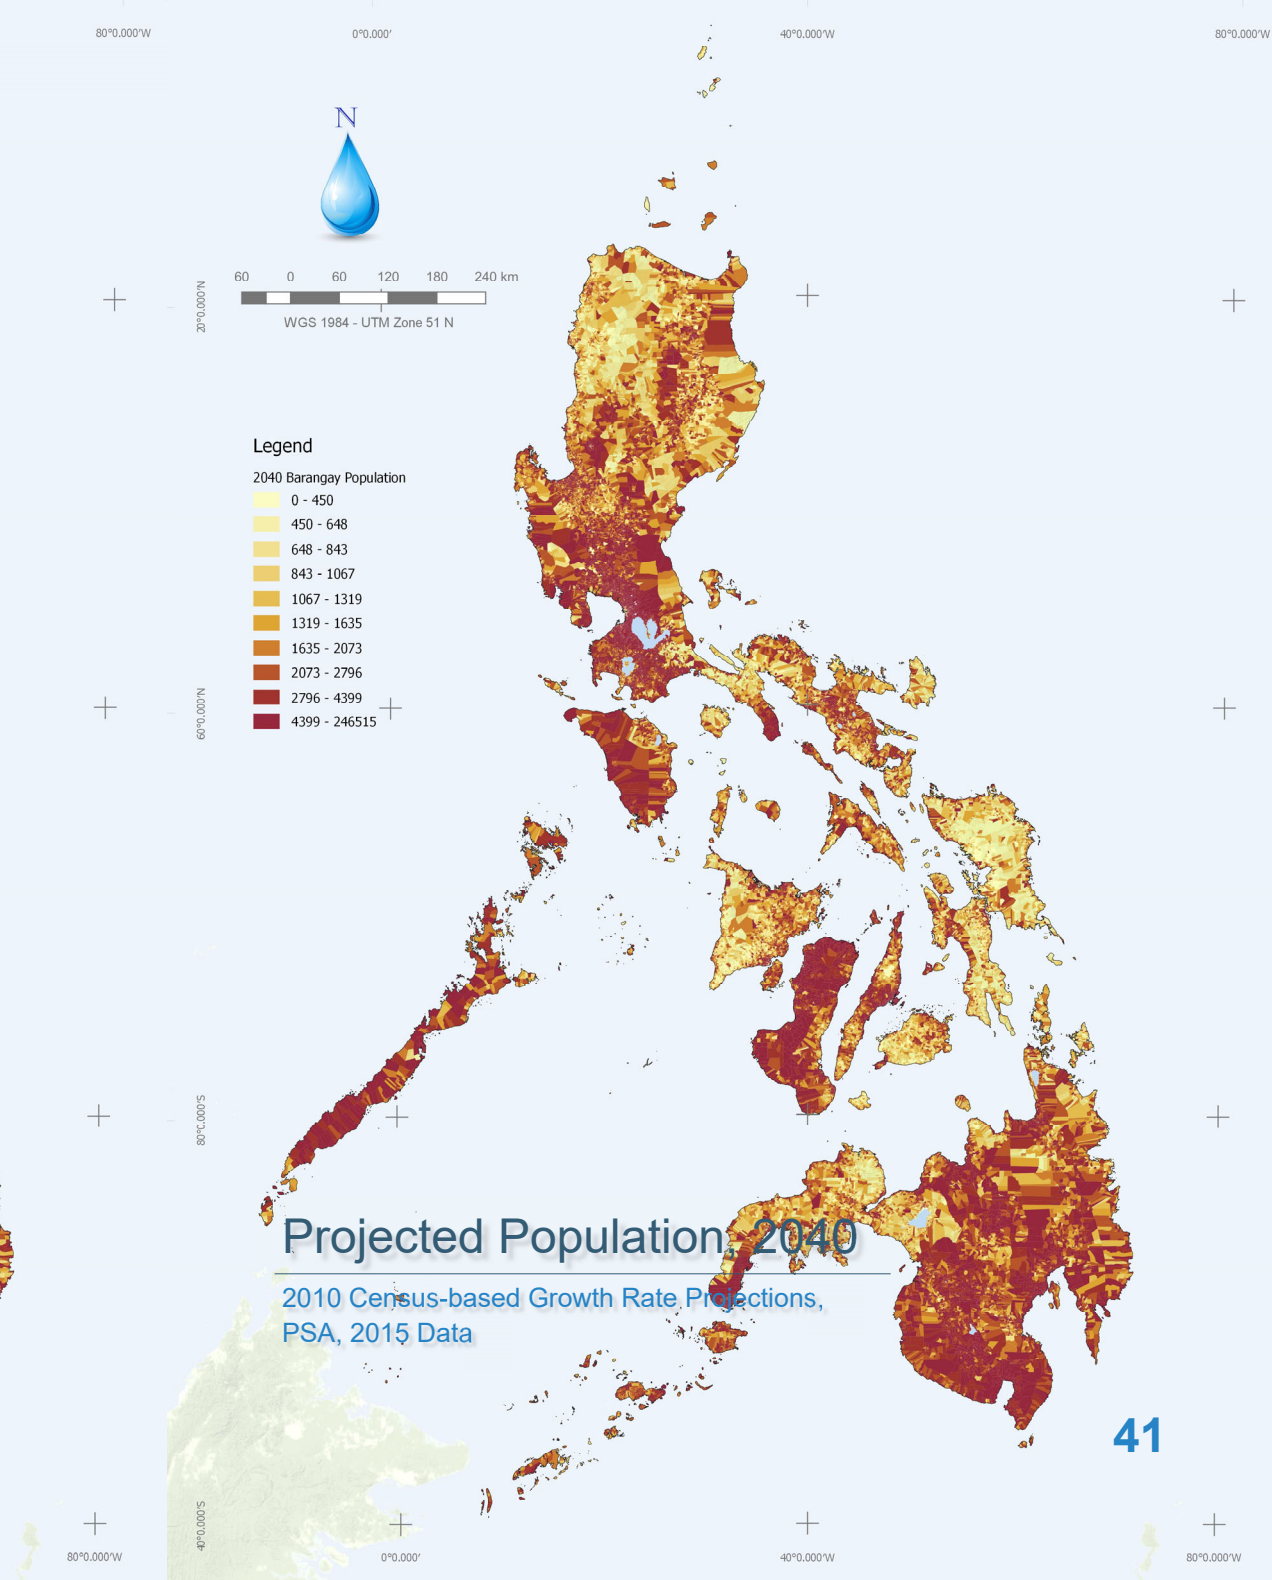 80°0.000'W
0°0.000'
40°0.000'W
80°0.000'W
N
60 0 60 120 180 240 km
WGS 1984 - UTM Zone 51 N
20°0.000'N
Legend
2040 Barangay Population
0 - 450
450 - 648
648 - 843
843 - 1067
1067 - 1319
1319 - 1635
1635 - 2073
2073 - 2796
2796 - 4399
4399 - 246515
60°0.000'N
80°0.000'S
Projected Population, 2040
2010 Census-based Growth Rate Projections,
PSA, 2015 Data
41
40°0.000'S
80°0.000'W
0°0.000'
40°0.000'W
80°0.000'W